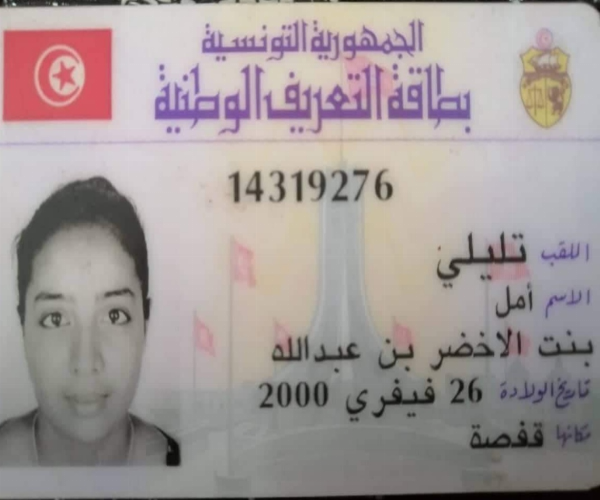 الجمهورية التونسية
بطاقة التعريف الوطنية
14319276
اللقب تليلي
الاسم أمل
بنت الاخضر بن عبدالله
تاريخ الولادة 26 فيفري 2000
مكانها قفصة